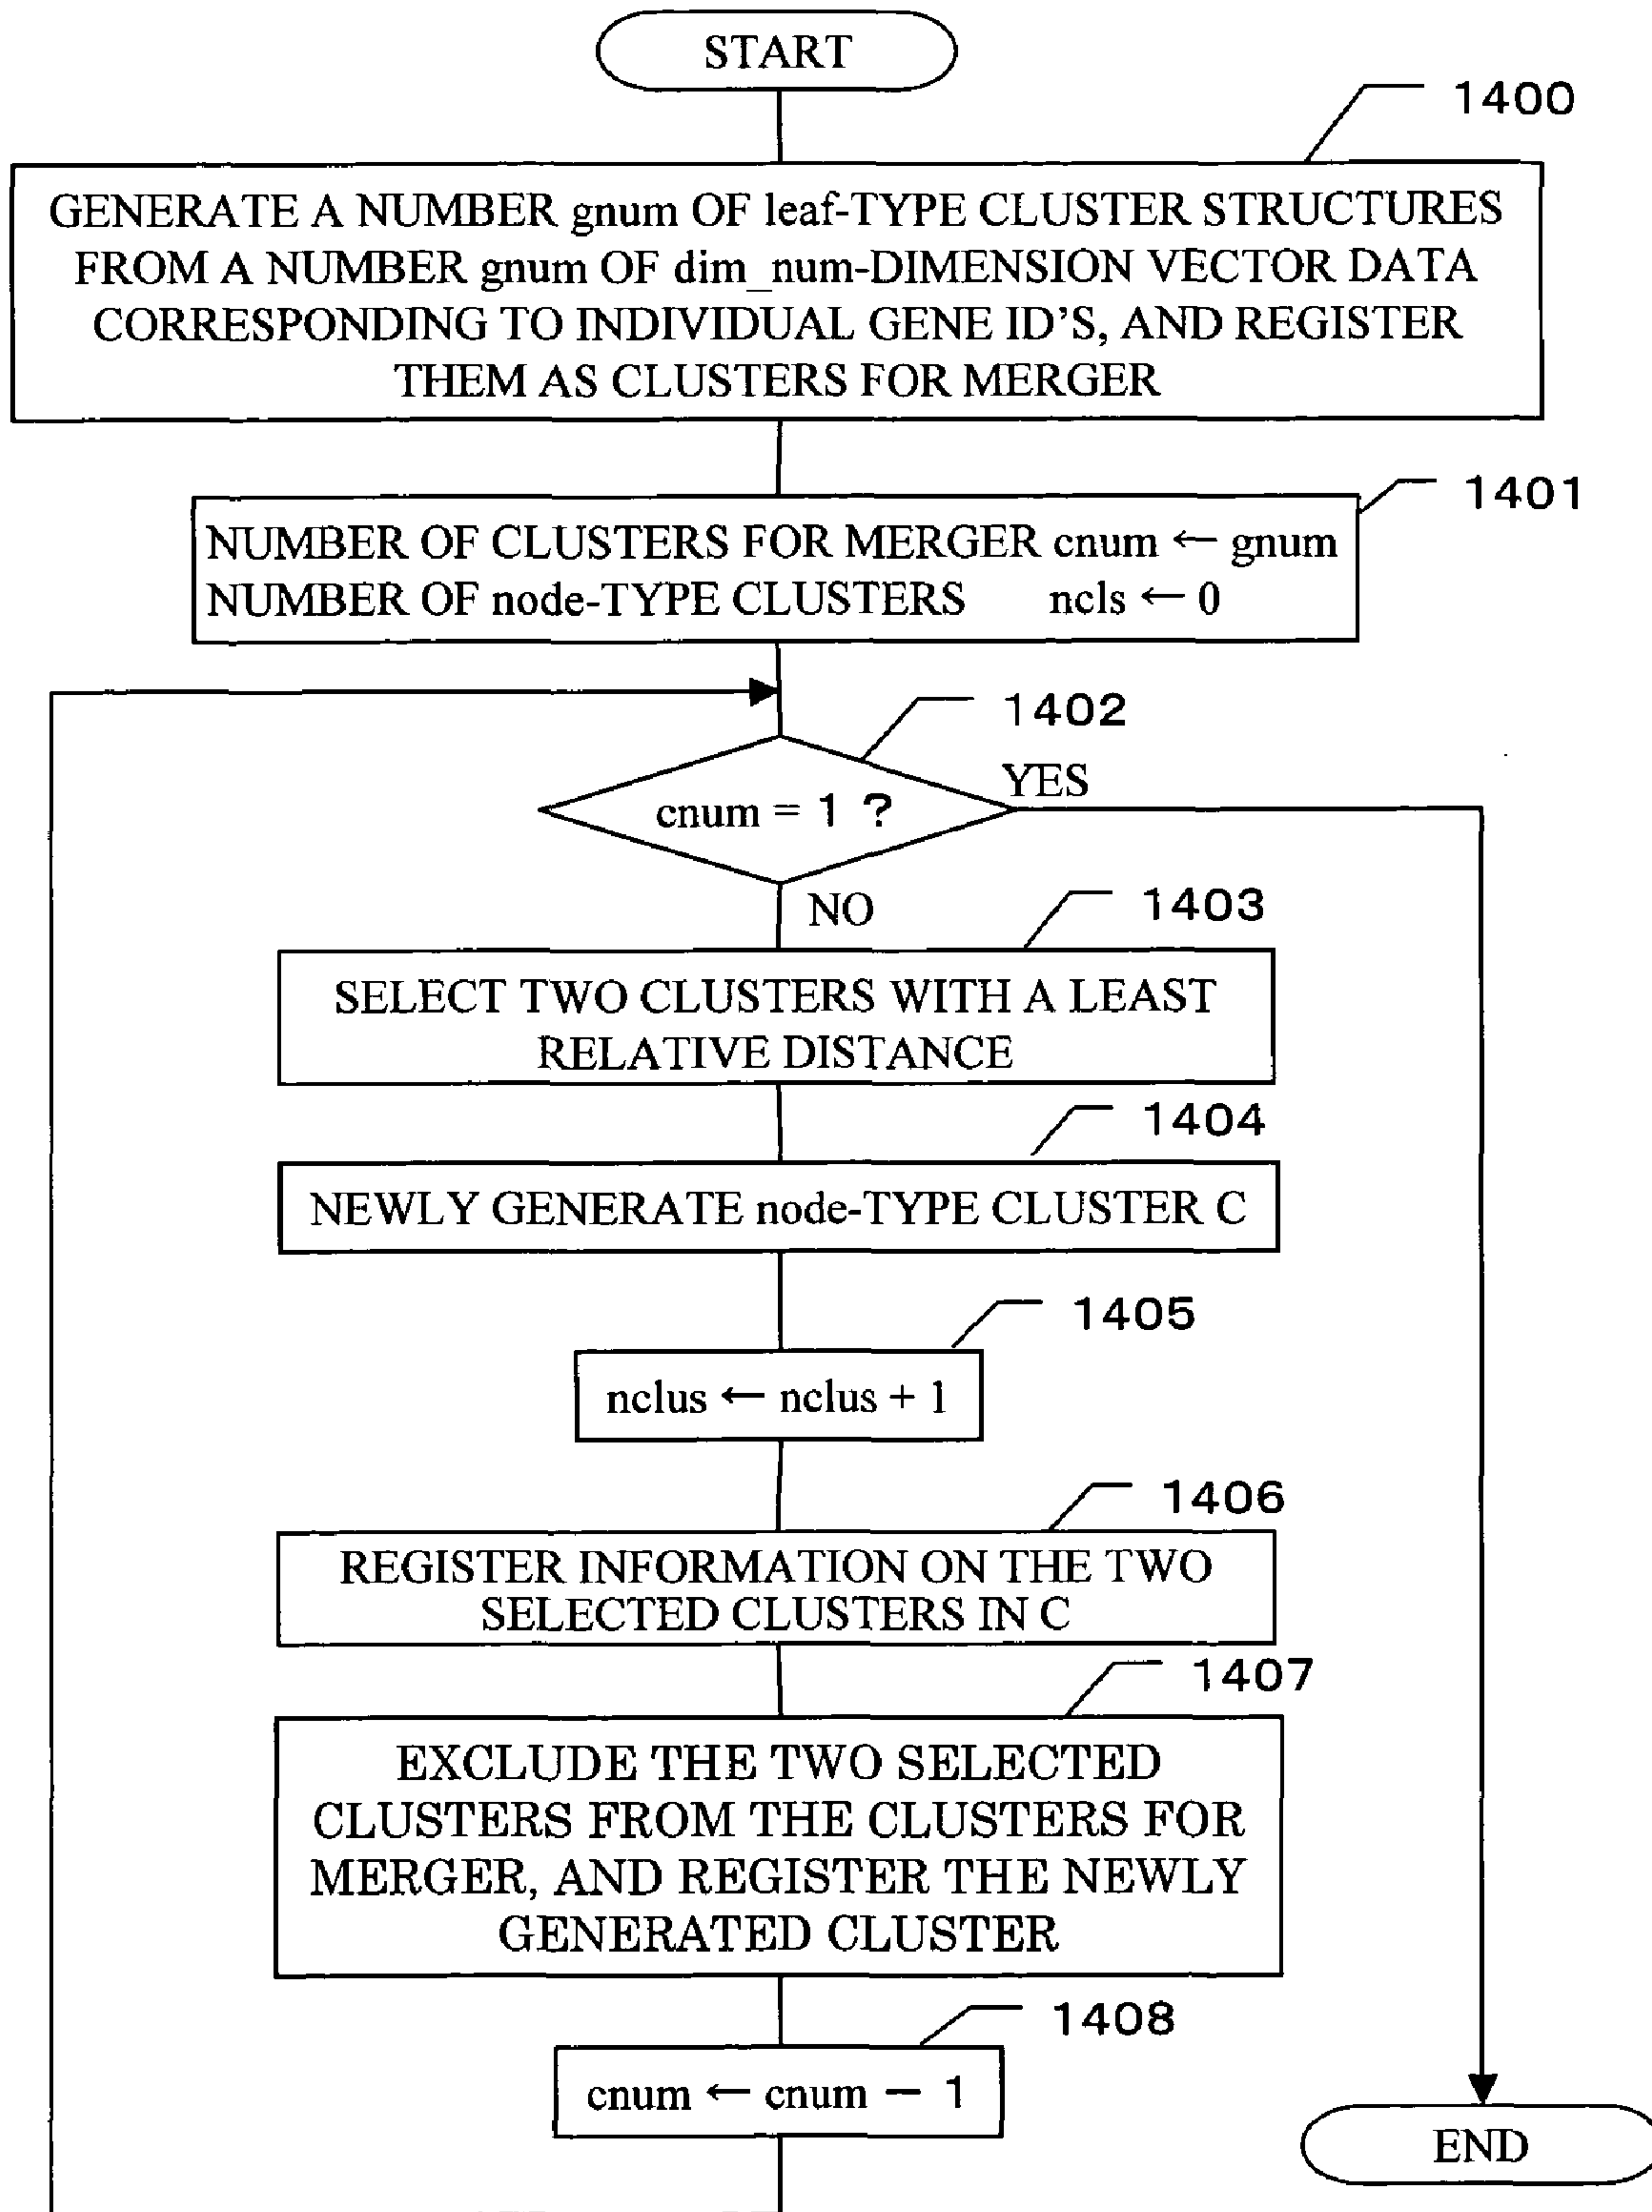 START
1400
GENERATE A NUMBER gnum OF leaf-TYPE CLUSTER STRUCTURES
FROM A NUMBER gnum OF dim_num-DIMENSION VECTOR DATA
CORRESPONDING TO INDIVIDUAL GENE ID'S, AND REGISTER
THEM AS CLUSTERS FOR MERGER
1401
NUMBER OF CLUSTERS FOR MERGER cnum ← gnum
NUMBER OF node-TYPE CLUSTERS ncls ← 0
1402
YES
cnum = 1 ?
NO
1403
SELECT TWO CLUSTERS WITH A LEAST
RELATIVE DISTANCE
1404
NEWLY GENERATE node-TYPE CLUSTER C
1405
nclus ← nclus + 1
1406
REGISTER INFORMATION ON THE TWO
SELECTED CLUSTERS IN C
1407
EXCLUDE THE TWO SELECTED
CLUSTERS FROM THE CLUSTERS FOR
MERGER, AND REGISTER THE NEWLY
GENERATED CLUSTER
1408
cnum ← cnum − 1
END